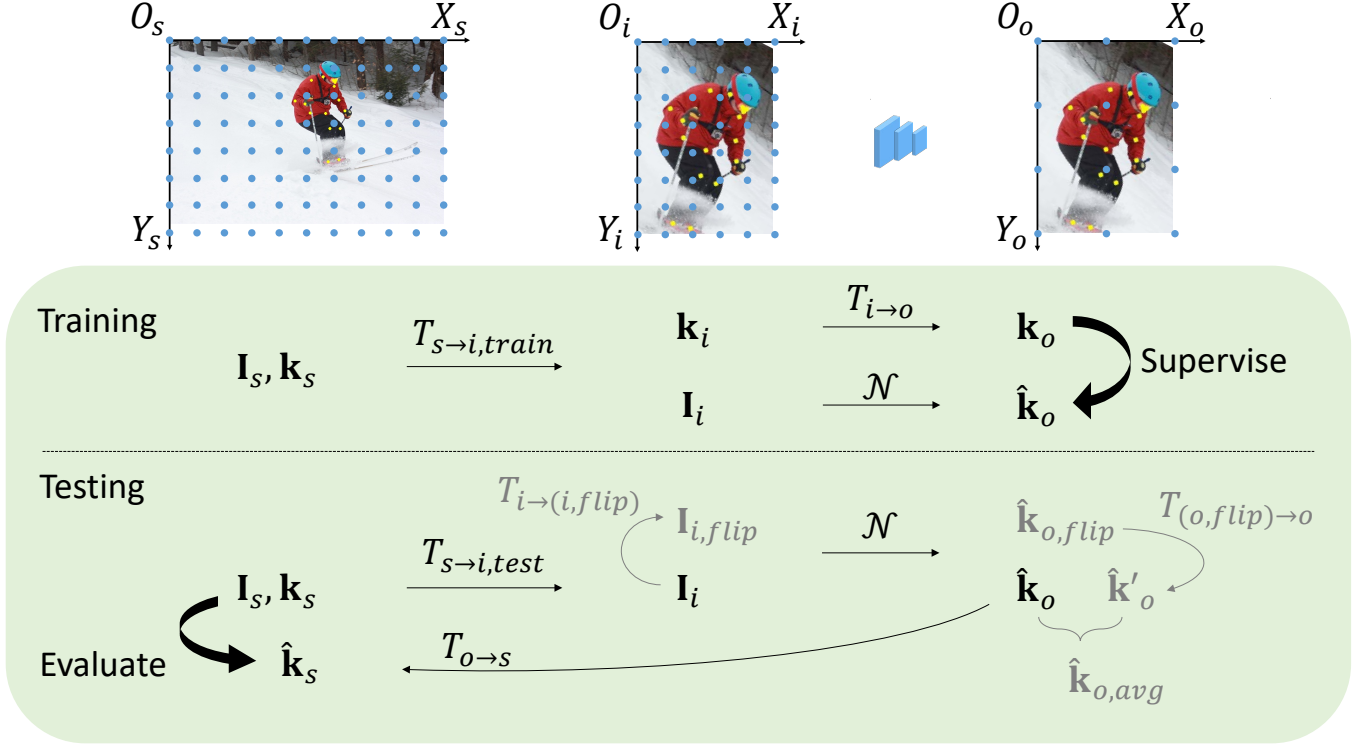 O_s X_s O_i X_i O_o X_o
Y_s Y_i Y_o
Training
I_s, k_s T_{s→i,train} k_i T_{i→o} k_o
I_i 𝒩 k̂_o
Supervise
Testing
T_{i→(i,flip)} I_{i,flip} 𝒩 k̂_{o,flip} T_{(o,flip)→o}
I_s, k_s T_{s→i,test} I_i k̂_o k̂'_o
Evaluate k̂_s T_{o→s}
k̂_{o,avg}